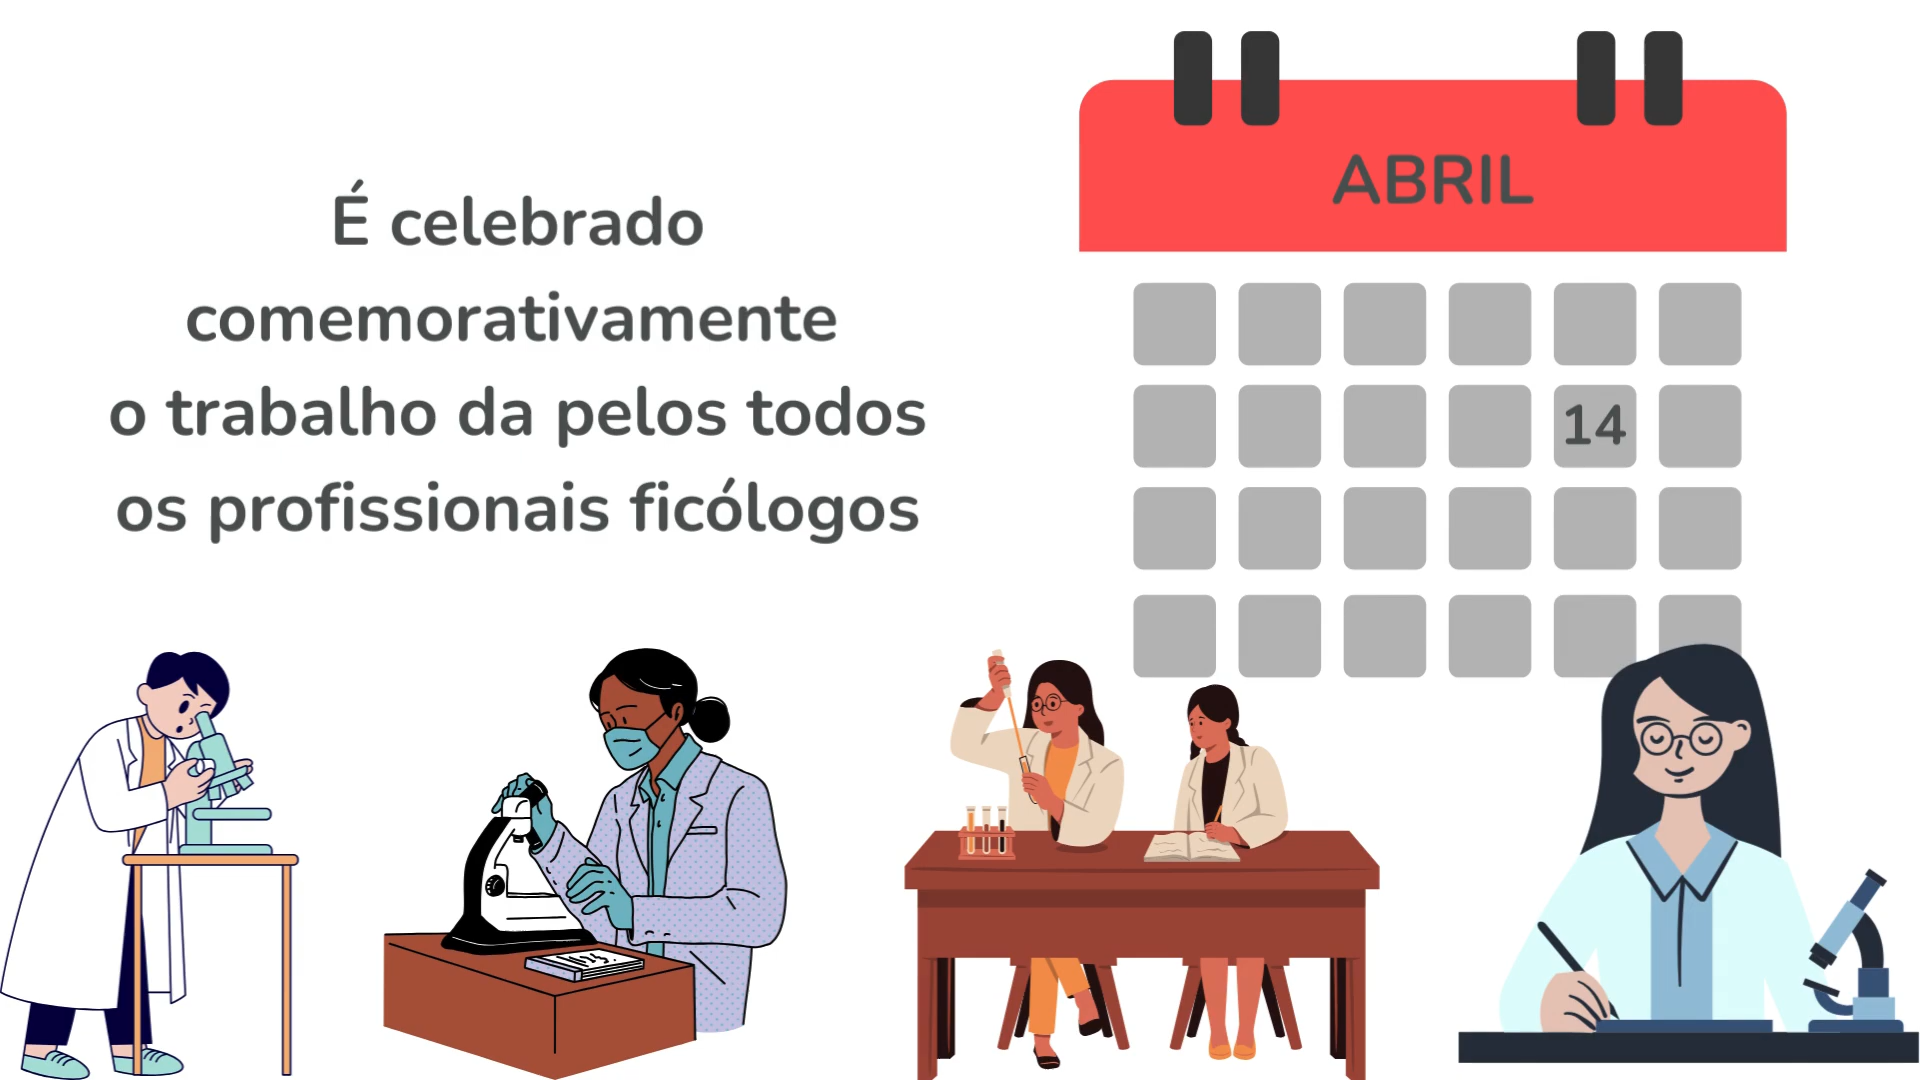 É celebrado
comemorativamente
o trabalho da pelos todos
os profissionais ficólogos
ABRIL
14